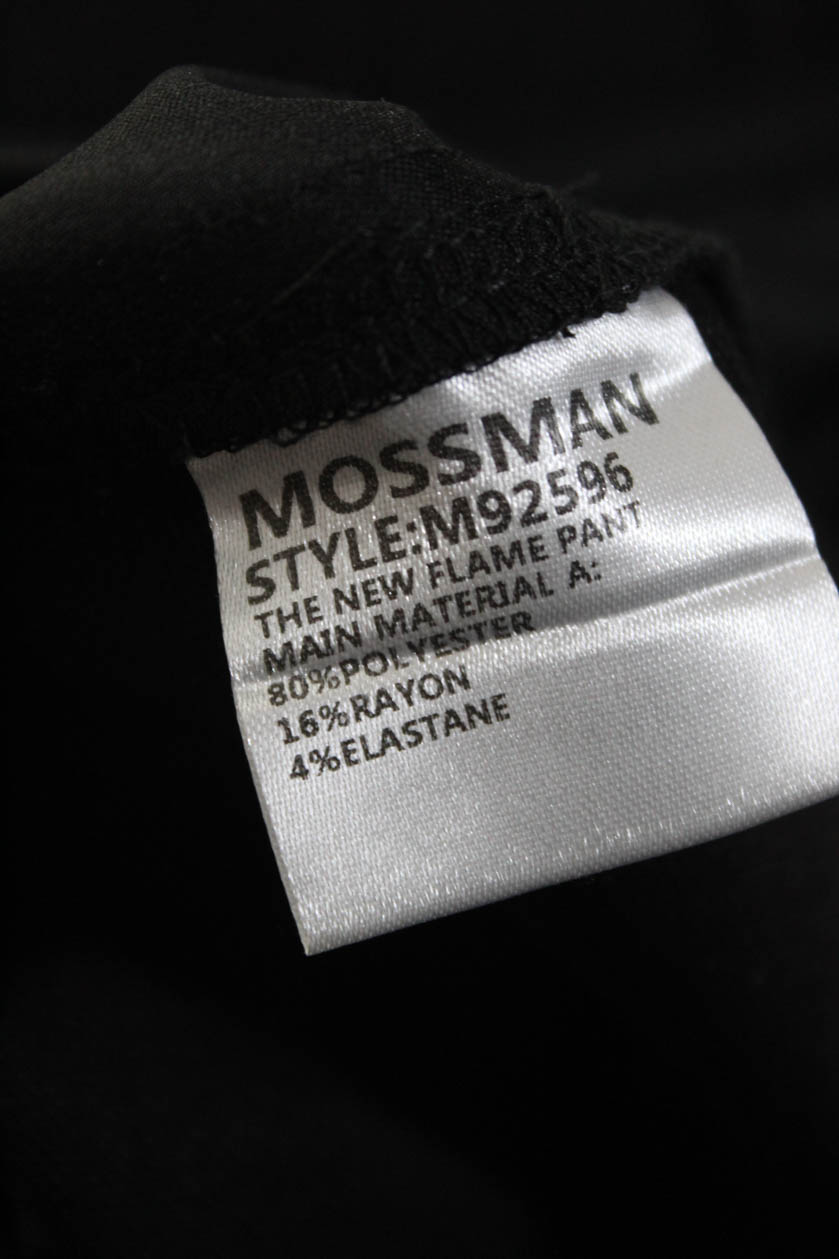 MOSSMAN
STYLE:M92596
THE NEW FLAME PANT
MAIN MATERIAL A:
80%POLYESTER
16%RAYON
4%ELASTANE